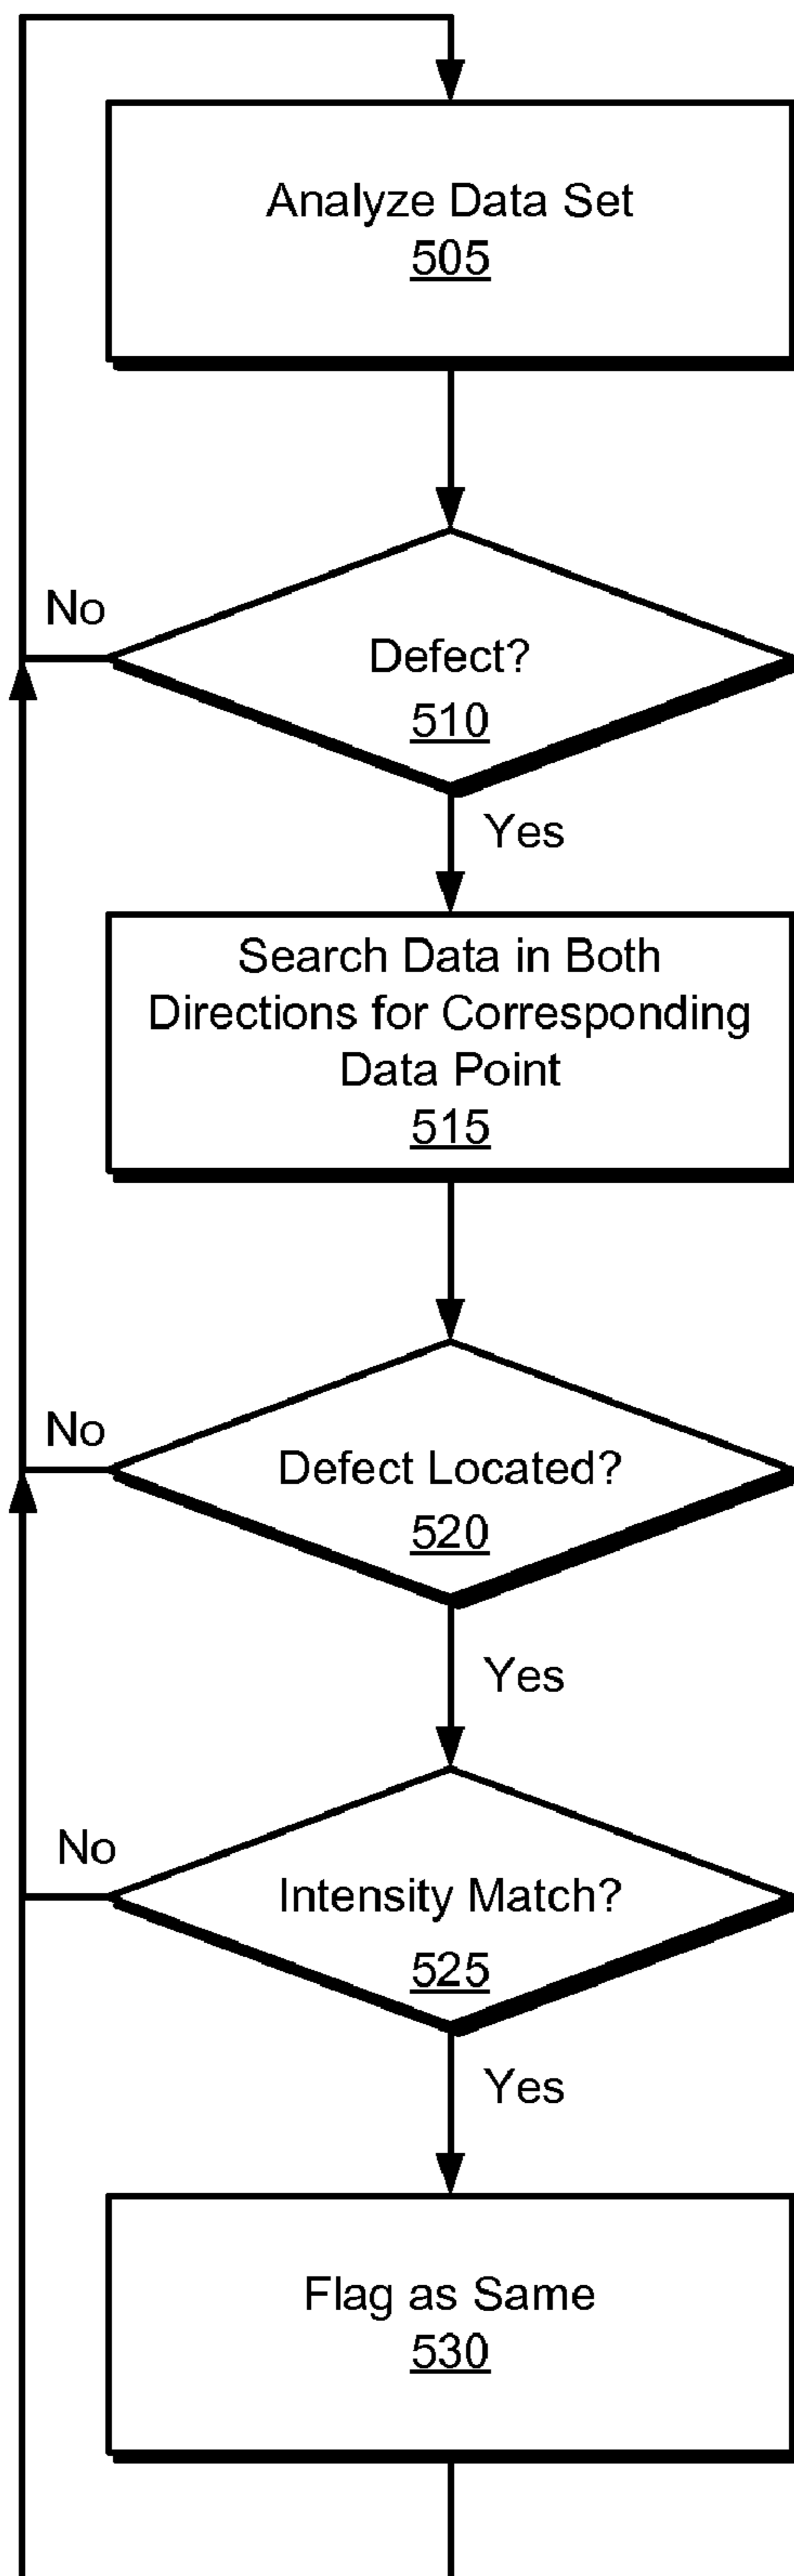 Analyze Data Set
505
No
Defect?
510
Yes
Search Data in Both
Directions for Corresponding
Data Point
515
No
Defect Located?
520
Yes
No
Intensity Match?
525
Yes
Flag as Same
530